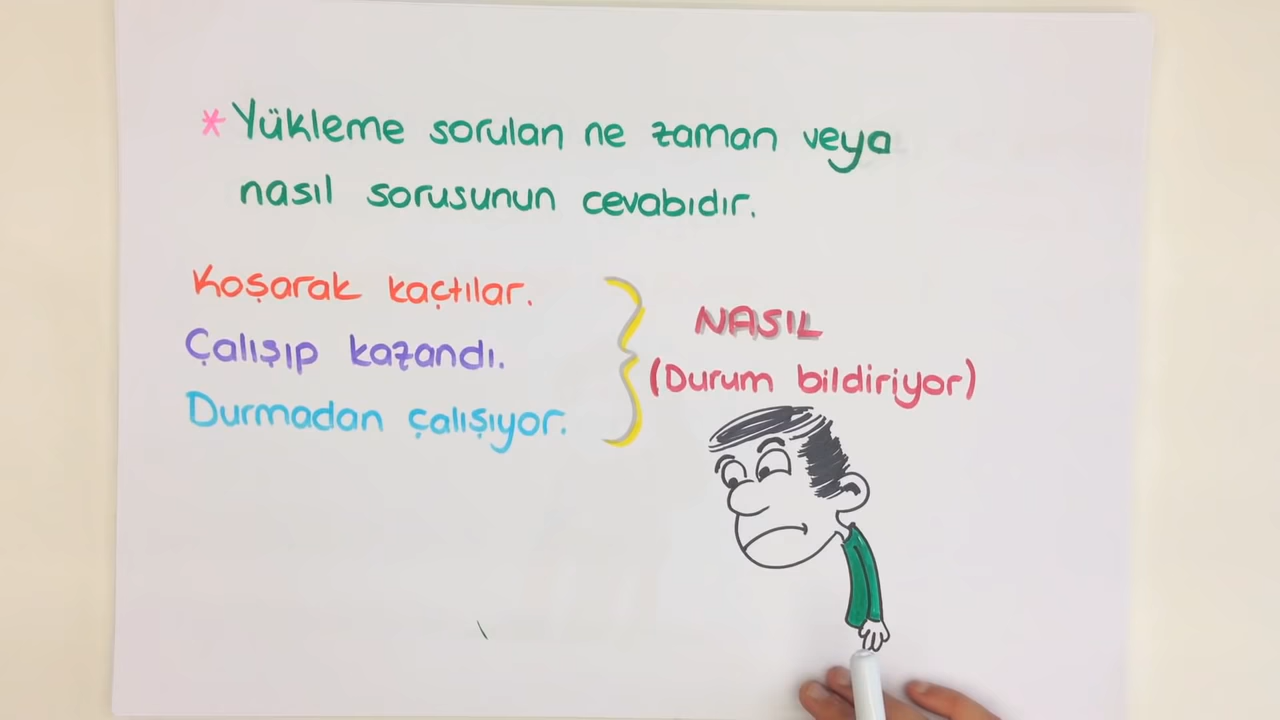 * Yükleme sorulan ne zaman veya
nasıl sorusunun cevabıdır.
Koşarak kaçtılar.
Çalışıp kazandı.
Durmadan çalışıyor.
NASIL
(Durum bildiriyor)